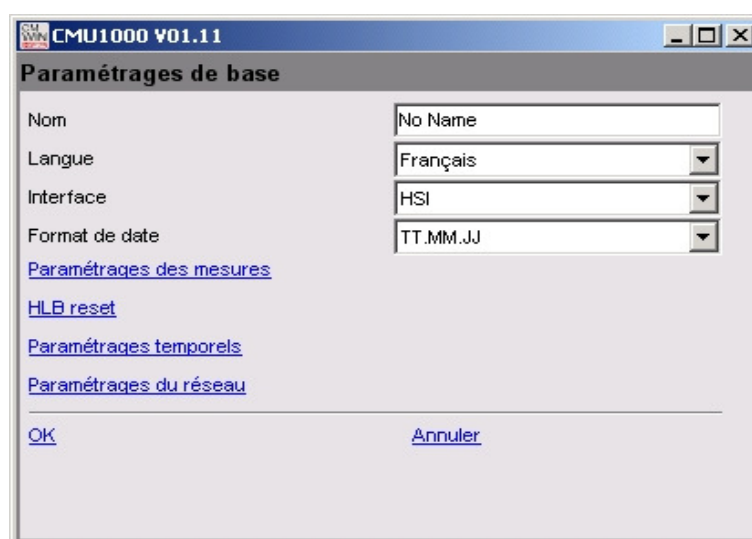 CMU1000 V01.11
Paramétrages de base
Nom No Name
Langue Français
Interface HSI
Format de date TT.MM.JJ
Paramétrages des mesures
HLB reset
Paramétrages temporels
Paramétrages du réseau
OK Annuler